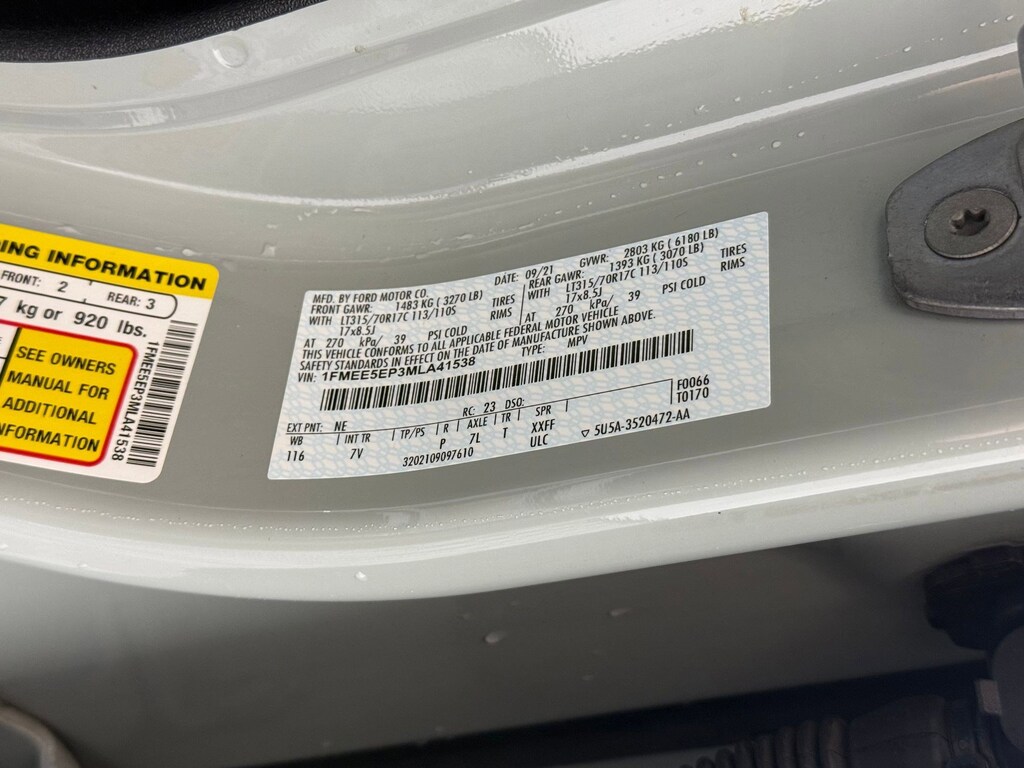 DING INFORMATION
FRONT: 2 REAR: 3
7 kg or 920 lbs.
SEE OWNERS
MANUAL FOR
ADDITIONAL
INFORMATION
1FMEE5EP3MLA41538
MFD. BY FORD MOTOR CO. DATE: 09/21 GVWR: 2803 KG ( 6180 LB)
FRONT GAWR: 1483 KG ( 3270 LB) REAR GAWR: 1393 KG ( 3070 LB)
WITH LT315/70R17C 113/110S TIRES WITH LT315/70R17C 113/110S TIRES
17x8.5J RIMS 17x8.5J RIMS
AT 270 kPa/ 39 PSI COLD AT 270 kPa/ 39 PSI COLD
THIS VEHICLE CONFORMS TO ALL APPLICABLE FEDERAL MOTOR VEHICLE
SAFETY STANDARDS IN EFFECT ON THE DATE OF MANUFACTURE SHOWN ABOVE.
VIN: 1FMEE5EP3MLA41538 TYPE: MPV
EXT PNT: NE RC: 23 DSO: F0066
WB INT TR TP/PS R AXLE TR SPR T0170
116 7V P 7L T XXFF
3202109097610 ULC 5U5A-3520472-AA